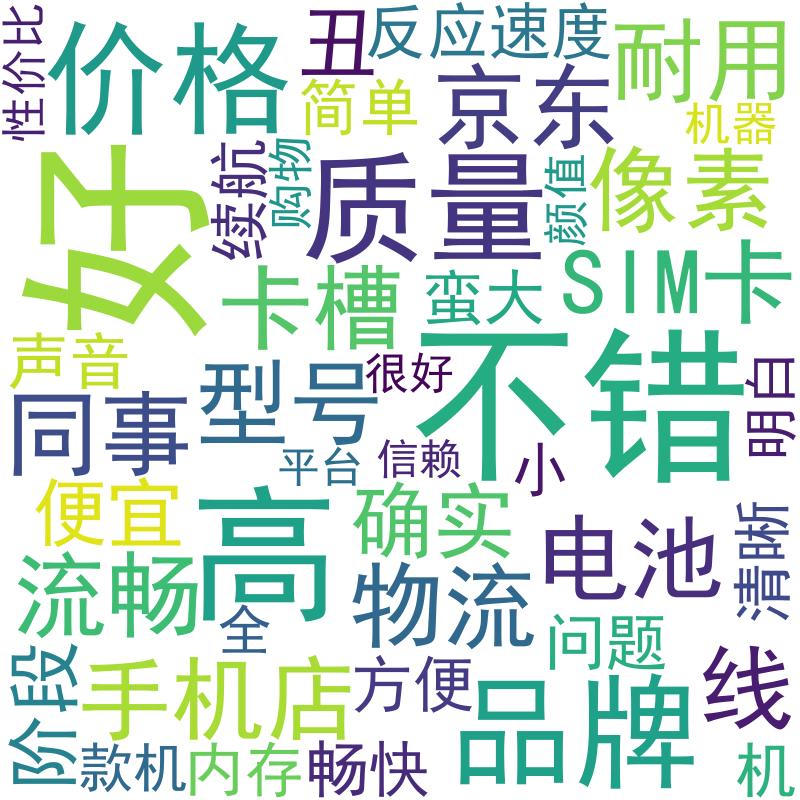 性价比
价格
丑
反应速度
耐用
简单
京东
机器
好
续航
购物
质量
颜值
像素
卡槽
蛮大
SIM卡
声音
型号
很好
不错
明白
同事
平台
信赖
小
便宜
高
确实
电池
清晰
流畅
全
物流
问题
阶段
手机店
方便
品牌
线
款机
内存
畅快
机